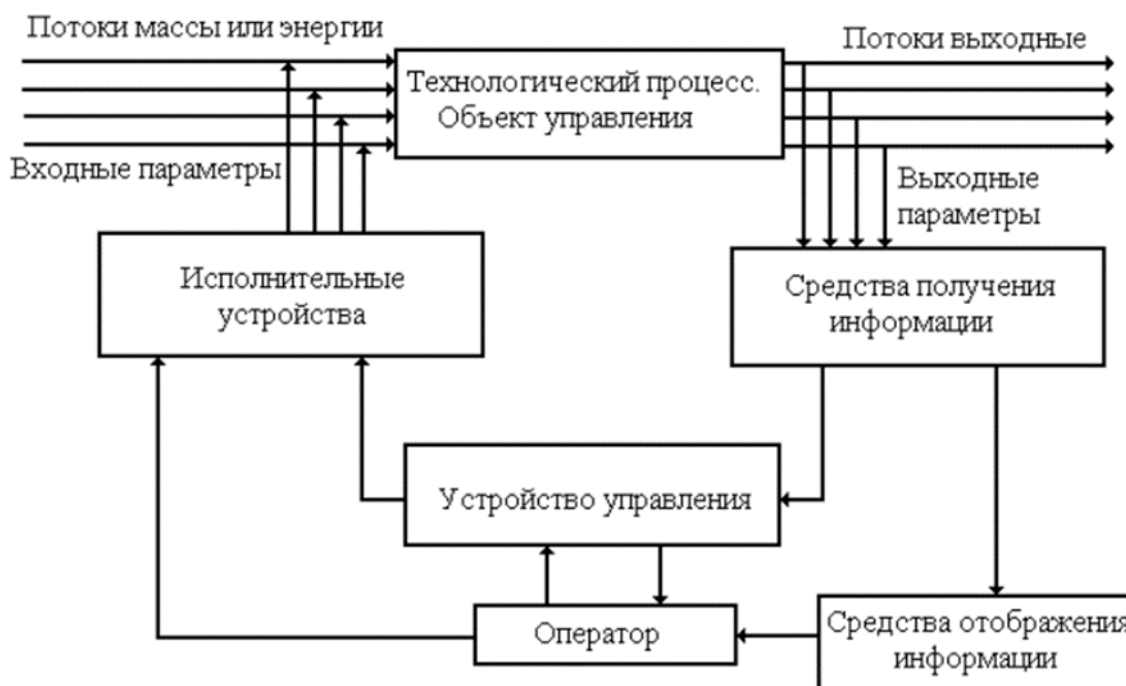 Потоки массы или энергии
Потоки выходные
Технологический процесс.
Объект управления
Входные параметры
Выходные
параметры
Исполнительные
устройства
Средства получения
информации
Устройство управления
Оператор
Средства отображения
информации